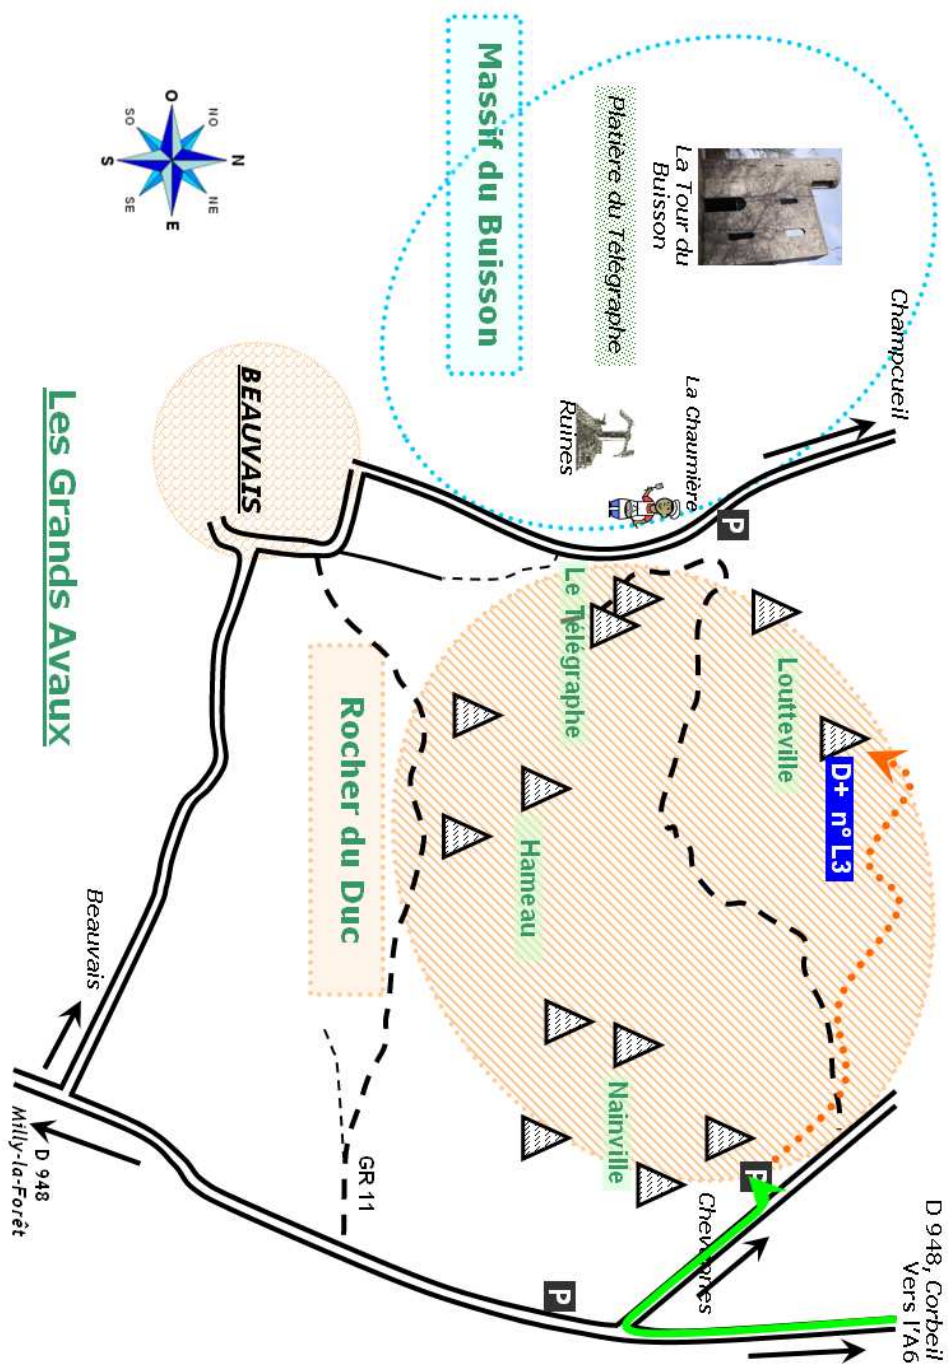 Champcueil
D 948, Corbeil
Vers l'A6
La Tour du
Buisson
Platière du Télégraphe
Massif du Buisson
La Chaumière
Ruines
P
Loutteville
D+ n°L3
P
Chevannes
Le Télégraphe
Hameau
Nainville
P
N
NO
NE
O
E
SO
SE
S
BEAUVAIS
Rocher du Duc
GR 11
Les Grands Avaux
Beauvais
D 948
Milly-la-Forêt